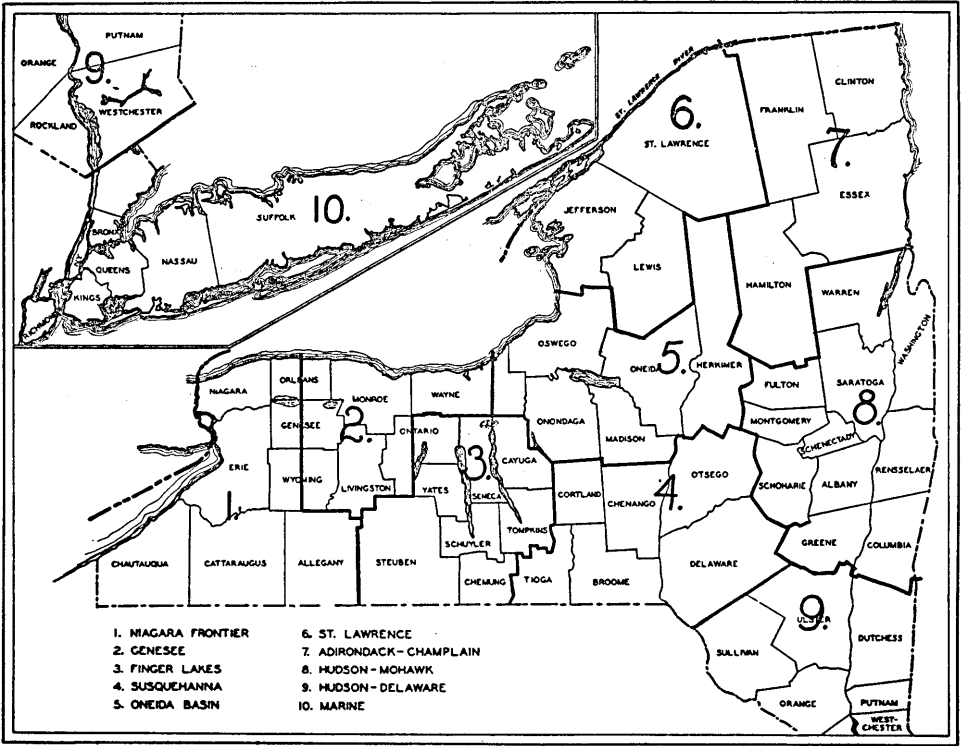 PUTNAM
ORANGE
9.
WESTCHESTER
ROCKLAND
BRONX
QUEENS
KINGS
RICHMOND
NASSAU
SUFFOLK
10.
ST. LAWRENCE RIVER
6.
ST. LAWRENCE
FRANKLIN
CLINTON
7.
ESSEX
JEFFERSON
LEWIS
HAMILTON
WARREN
WASHINGTON
OSWEGO
ONEIDA
5.
HERKIMER
FULTON
SARATOGA
8.
MONTGOMERY
SCHENECTADY
NIAGARA
ORLEANS
MONROE
WAYNE
GENESEE
2.
ONTARIO
ONONDAGA
MADISON
CAYUGA
3.
ERIE
WYOMING
LIVINGSTON
YATES
SENECA
CORTLAND
CHENANGO
OTSEGO
4.
SCHOHARIE
ALBANY
RENSSELAER
1
TOMPKINS
SCHUYLER
GREENE
COLUMBIA
CHAUTAUQUA
CATTARAUGUS
ALLEGANY
STEUBEN
CHEMUNG
TIOGA
BROOME
DELAWARE
9.
ULSTER
DUTCHESS
SULLIVAN
ORANGE
PUTNAM
WEST-
CHESTER
1. NIAGARA FRONTIER
2. GENESEE
3. FINGER LAKES
4. SUSQUEHANNA
5. ONEIDA BASIN
6. ST. LAWRENCE
7. ADIRONDACK-CHAMPLAIN
8. HUDSON-MOHAWK
9. HUDSON-DELAWARE
10. MARINE